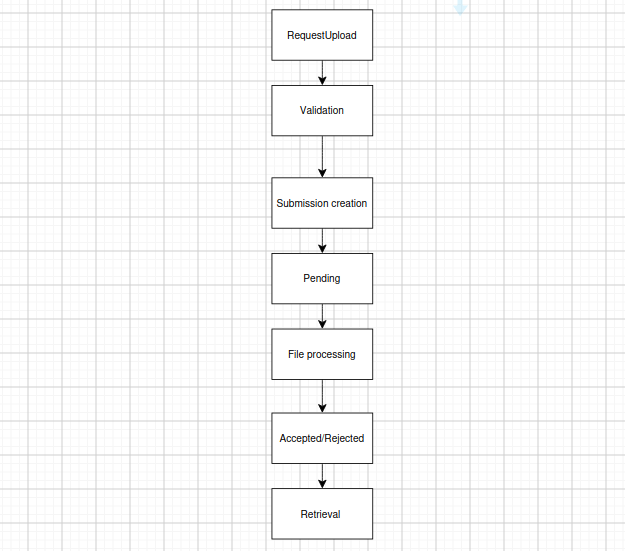 RequestUpload
Validation
Submission creation
Pending
File processing
Accepted/Rejected
Retrieval